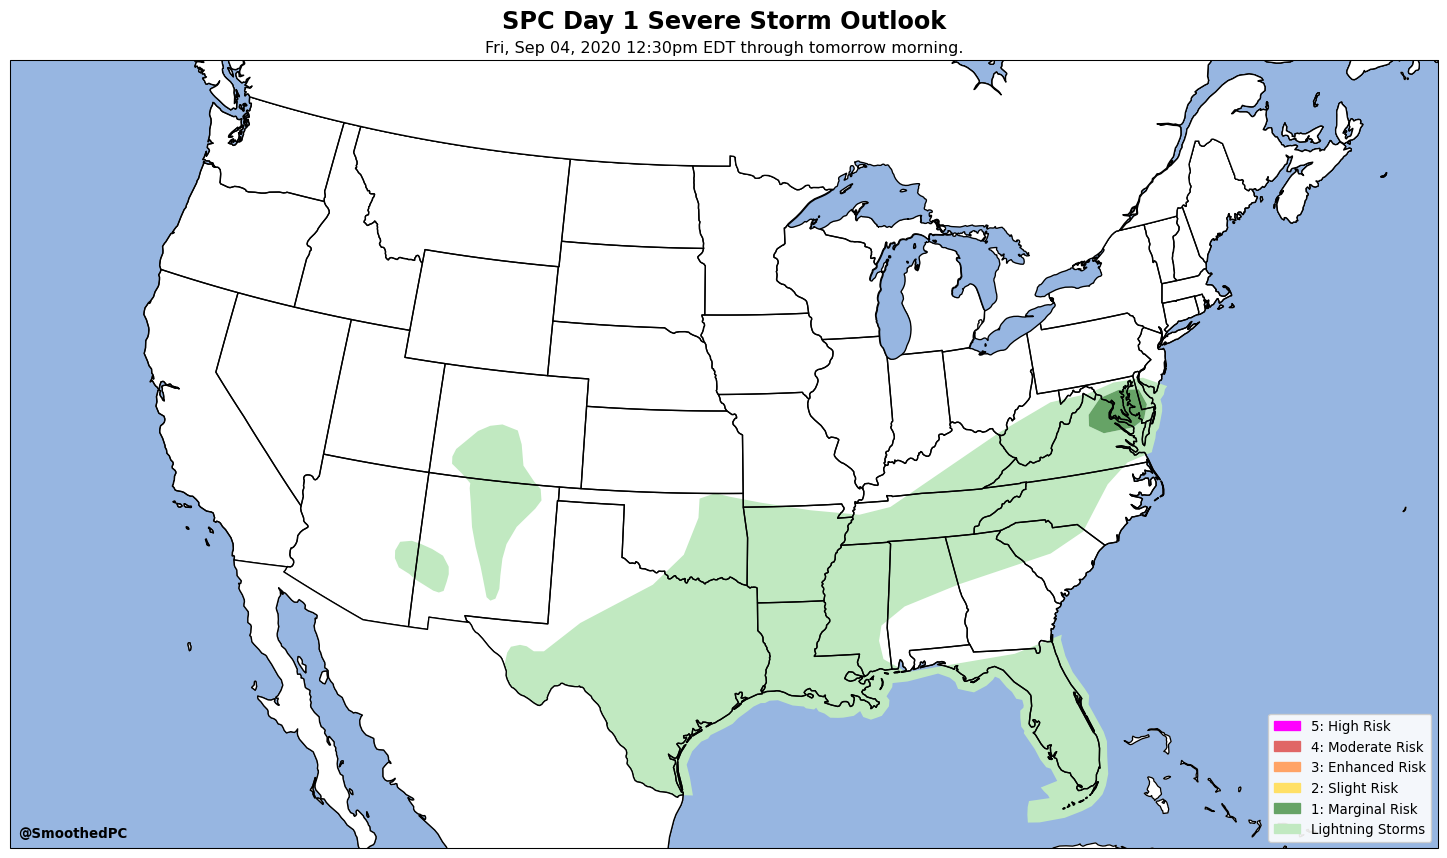 SPC Day 1 Severe Storm Outlook
Fri, Sep 04, 2020 12:30pm EDT through tomorrow morning.
5: High Risk
4: Moderate Risk
3: Enhanced Risk
2: Slight Risk
1: Marginal Risk
Lightning Storms
@SmoothedPC